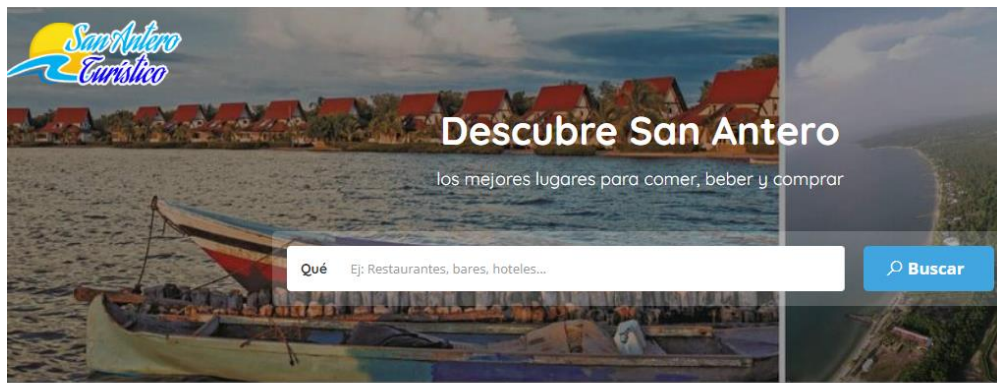 San Antero
Turístico
Descubre San Antero
los mejores lugares para comer, beber y comprar
Qué Ej: Restaurantes, bares, hoteles...
Buscar